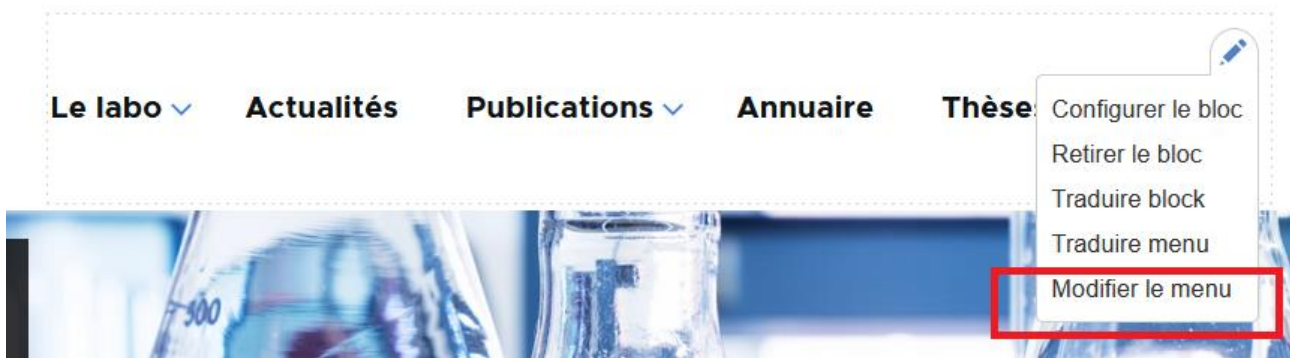 Le labo Actualités Publications Annuaire Thèse
Configurer le bloc
Retirer le bloc
Traduire block
Traduire menu
Modifier le menu
500